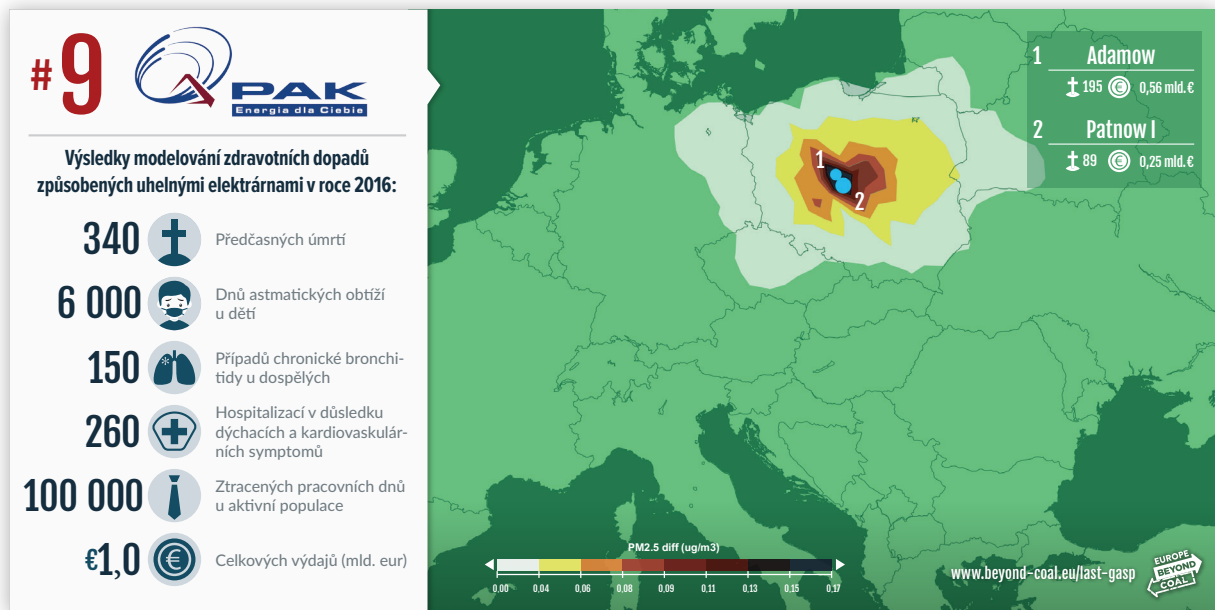 #9
PAK
Energia dla Ciebie
Výsledky modelování zdravotních dopadů
způsobených uhelnými elektrárnami v roce 2016:
340
Předčasných úmrtí
6 000
Dnů astmatických obtíží
u dětí
150
Případů chronické bronchi-
tidy u dospělých
260
Hospitalizací v důsledku
dýchacích a kardiovaskulár-
ních symptomů
100 000
Ztracených pracovních dnů
u aktivní populace
€1,0
€
Celkových výdajů (mld. eur)
1 Adamow
195 € 0,56 mld.€
2 Patnow I
89 € 0,25 mld.€
1
2
PM2.5 diff (ug/m3)
0.00 0.04 0.06 0.08 0.09 0.11 0.13 0.15 0.17
www.beyond-coal.eu/last-gasp
EUROPE
BEYOND
COAL